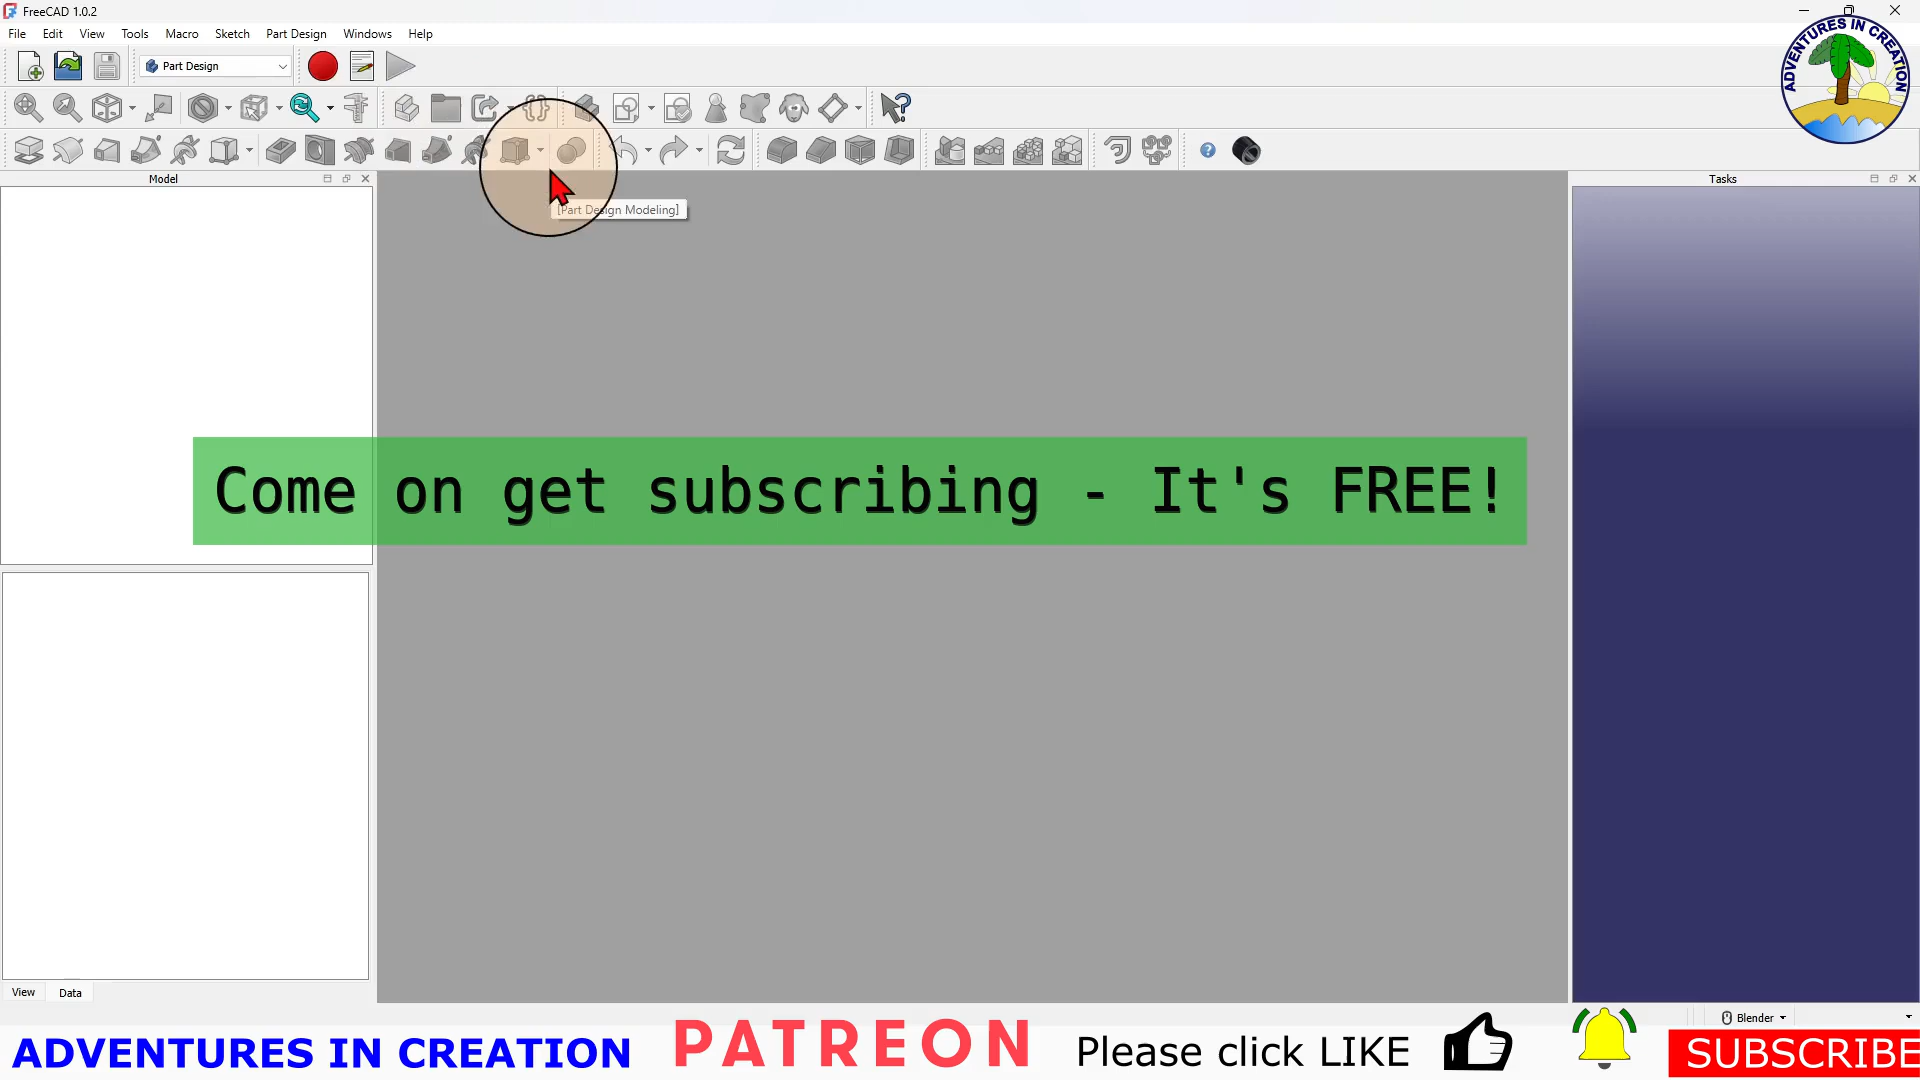 FreeCAD 1.0.2
File Edit View Tools Macro Sketch Part Design Windows Help
Part Design
ADVENTURES IN CREATION
Model
Tasks
[Part Design Modeling]
Come on get subscribing - It's FREE!
View Data
Blender
ADVENTURES IN CREATION PATREON Please click LIKE SUBSCRIBE